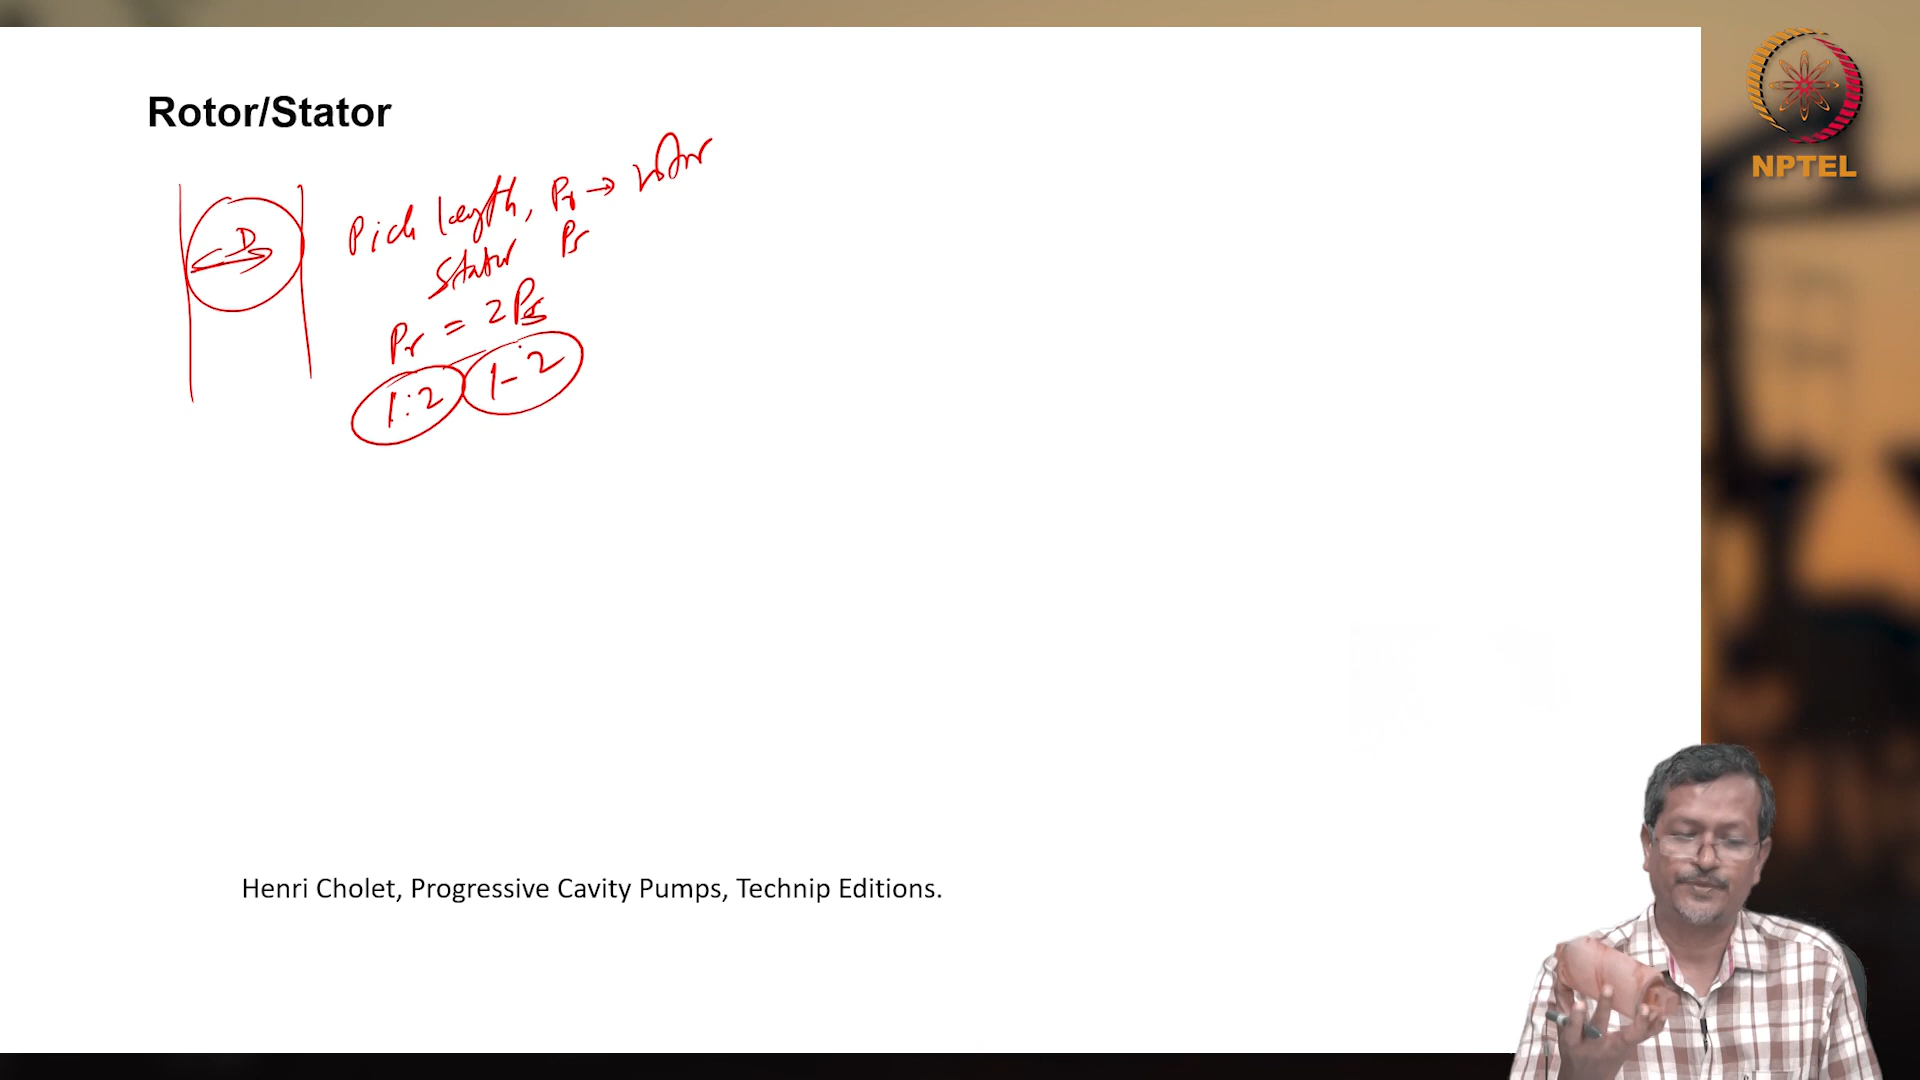 Rotor/Stator
NPTEL
D
Pich length, Pr → rotor
Stator Ps
Pr = 2Ps
1:2 1-2
Henri Cholet, Progressive Cavity Pumps, Technip Editions.